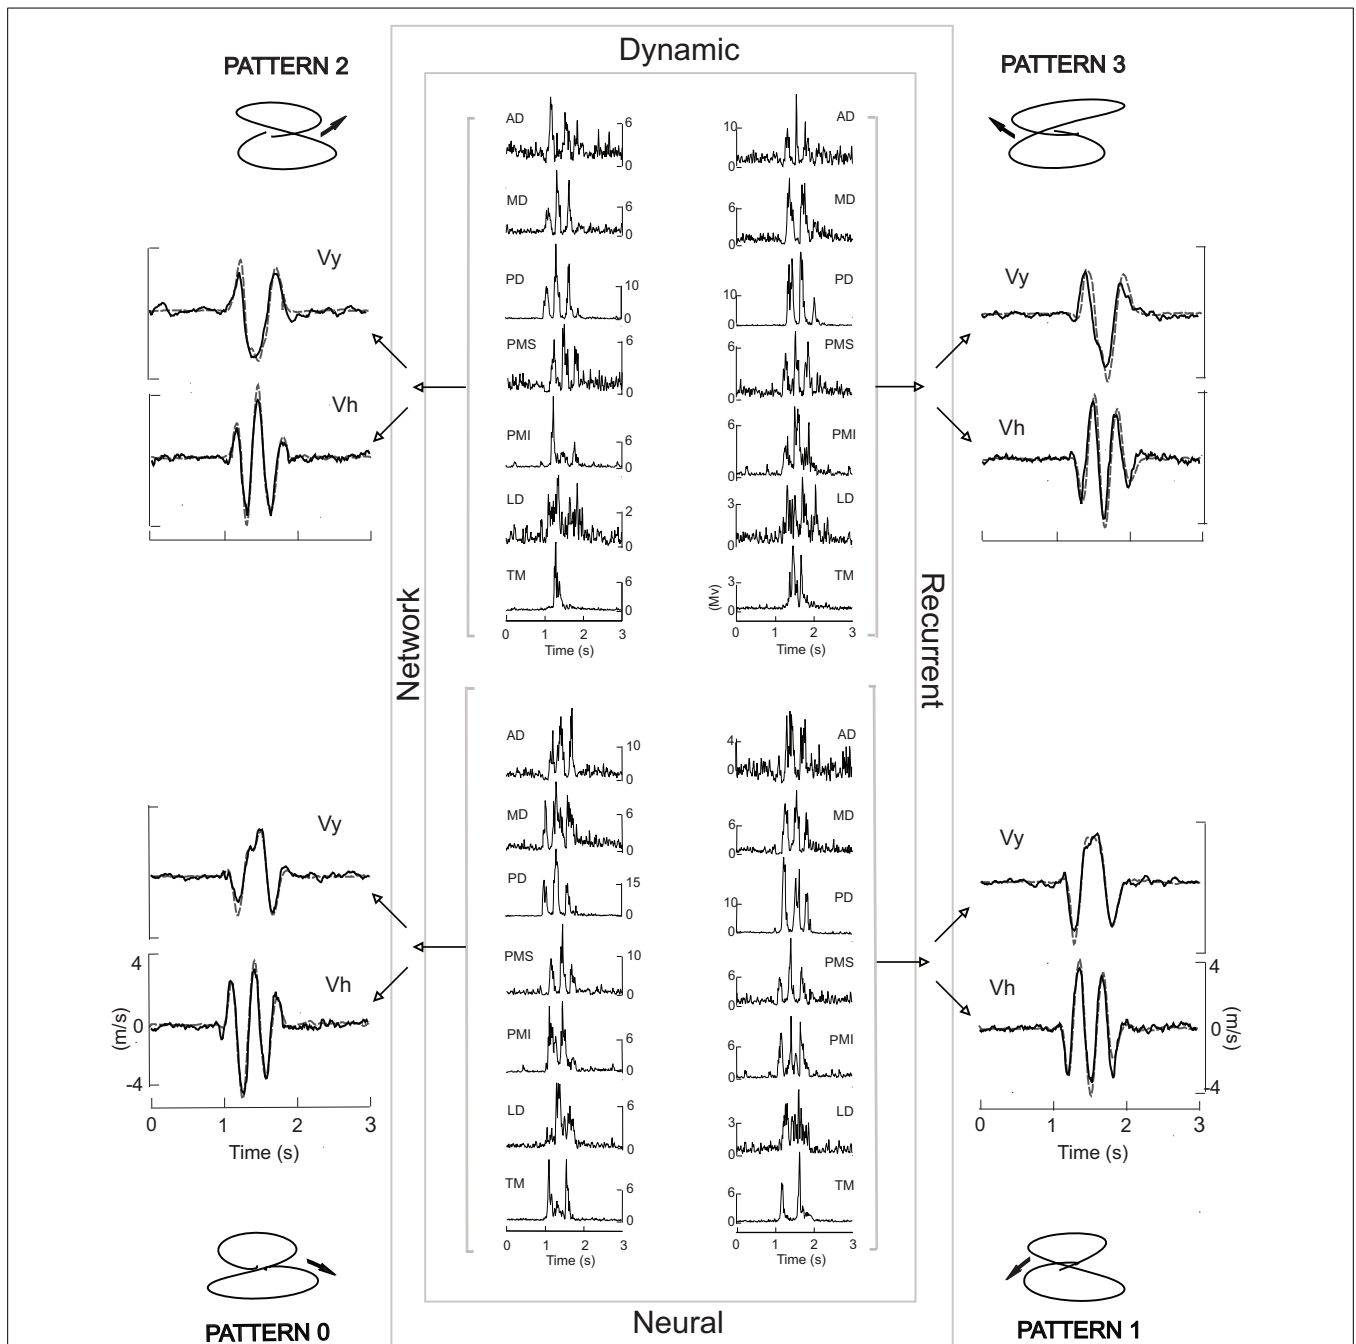 Dynamic
PATTERN 2
PATTERN 3
Network
Recurrent
Neural
Vy
Vh
AD
6
0
MD
6
0
PD
10
0
PMS
6
0
PMI
6
0
LD
2
0
TM
6
0
0 1 2 3
Time (s)
AD
10
0
MD
6
0
PD
10
0
PMS
6
0
PMI
6
0
LD
3
0
TM
3
0
(Mv)
0 1 2 3
Time (s)
Vy
Vh
Vy
Vh
4
0
-4
(m/s)
0 1 2 3
Time (s)
AD
10
0
MD
6
0
PD
15
0
PMS
10
0
PMI
6
0
LD
6
0
TM
6
0
0 1 2 3
Time (s)
AD
4
0
MD
6
0
PD
10
0
PMS
6
0
PMI
6
0
LD
3
0
TM
6
0
0 1 2 3
Time (s)
Vy
Vh
4
0
-4
(m/s)
0 1 2 3
Time (s)
PATTERN 0
PATTERN 1